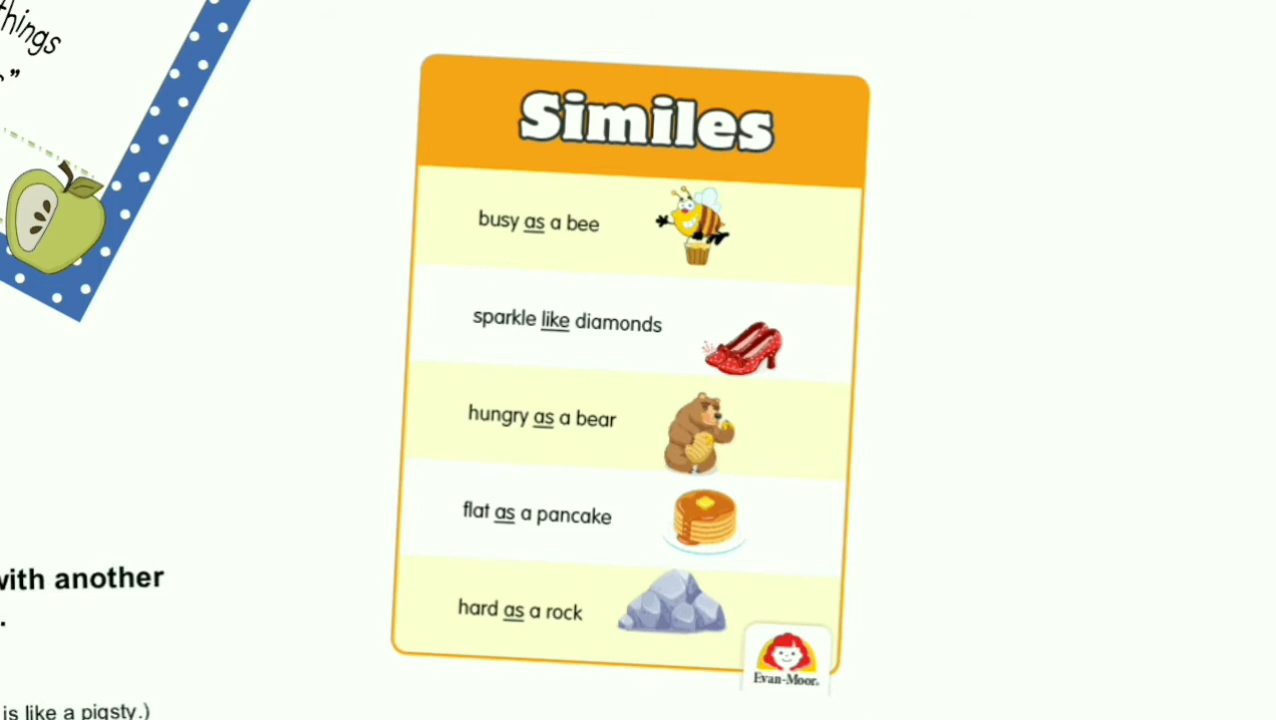 things
Similes
busy as a bee
sparkle like diamonds
hungry as a bear
flat as a pancake
hard as a rock
Evan-Moor.
with another
.
is like a pigsty.)